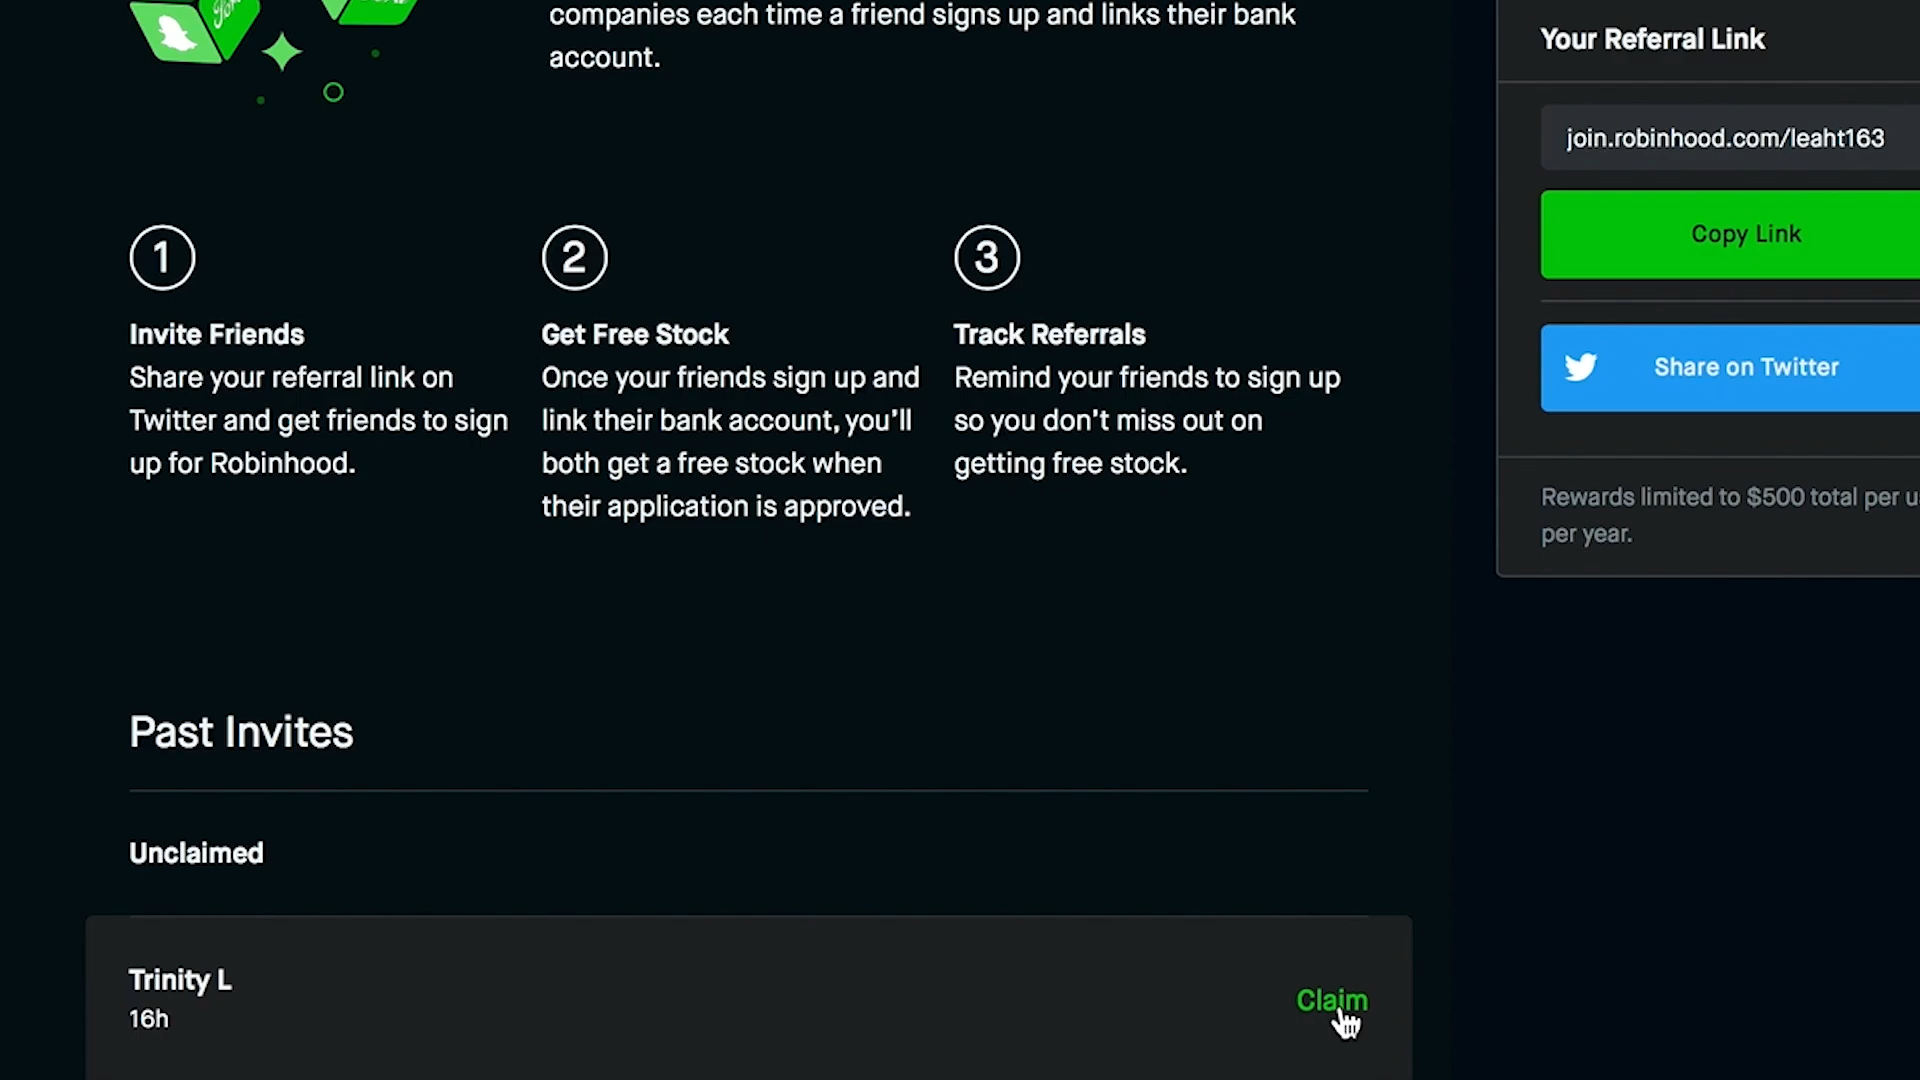 companies each time a friend signs up and links their bank
account.
Your Referral Link
join.robinhood.com/leaht163
Copy Link
Share on Twitter
Rewards limited to $500 total per u
per year.
1
Invite Friends
Share your referral link on
Twitter and get friends to sign
up for Robinhood.
2
Get Free Stock
Once your friends sign up and
link their bank account, you'll
both get a free stock when
their application is approved.
3
Track Referrals
Remind your friends to sign up
so you don't miss out on
getting free stock.
Past Invites
Unclaimed
Trinity L
16h
Claim